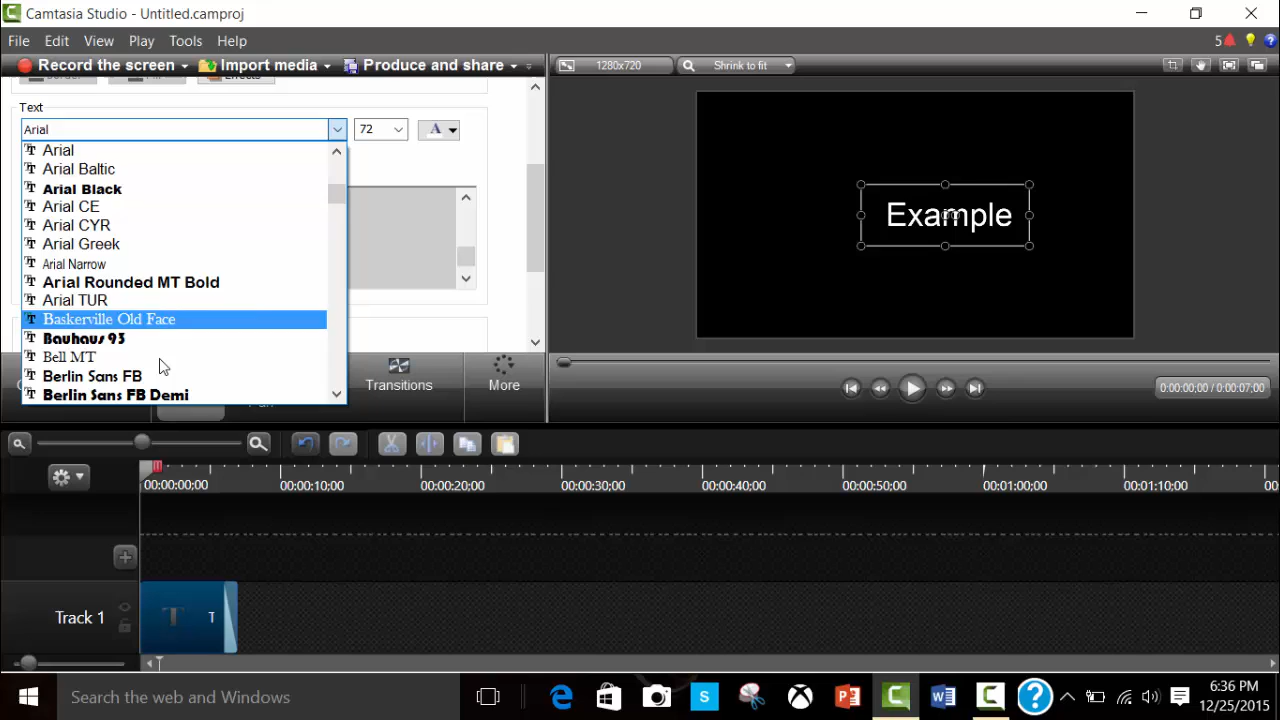 Camtasia Studio - Untitled.camproj
File Edit View Play Tools Help
5
Record the screen Import media Produce and share
1280x720 Shrink to fit
Effects
Text
Arial 72 A
Arial
Arial Baltic
Arial Black
Arial CE
Arial CYR
Arial Greek
Arial Narrow
Arial Rounded MT Bold
Arial TUR
Baskerville Old Face
Bauhaus 93
Bell MT
Berlin Sans FB
Berlin Sans FB Demi
Example
Transitions
More
0:00:00;00 / 0:00:07;00
00:00:00;00 00:00:10;00 00:00:20;00 00:00:30;00 00:00:40;00 00:00:50;00 00:01:00;00 00:01:10;00 00
Track 1
T T
Search the web and Windows
6:36 PM
12/25/2015